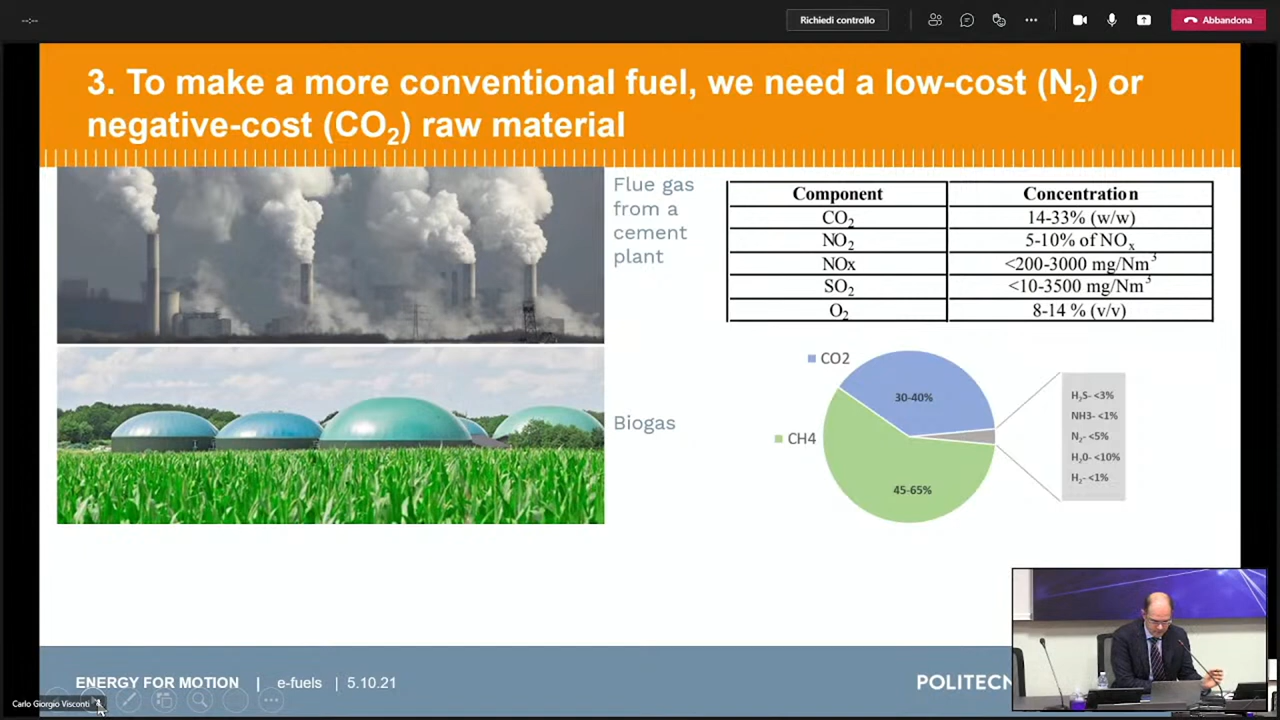 --:--
Richiedi controllo
Abbandona
3. To make a more conventional fuel, we need a low-cost (N₂) or
negative-cost (CO₂) raw material
Flue gas
from a
cement
plant
Component Concentration
CO₂ 14-33% (w/w)
NO₂ 5-10% of NOₓ
NOx <200-3000 mg/Nm³
SO₂ <10-3500 mg/Nm³
O₂ 8-14 % (v/v)
Biogas
CO2
30-40%
CH4
45-65%
H₂S- <3%
NH3- <1%
N₂- <5%
H₂0- <10%
H₂- <1%
ENERGY FOR MOTION | e-fuels | 5.10.21
POLITECN
Carlo Giorgio Visconti